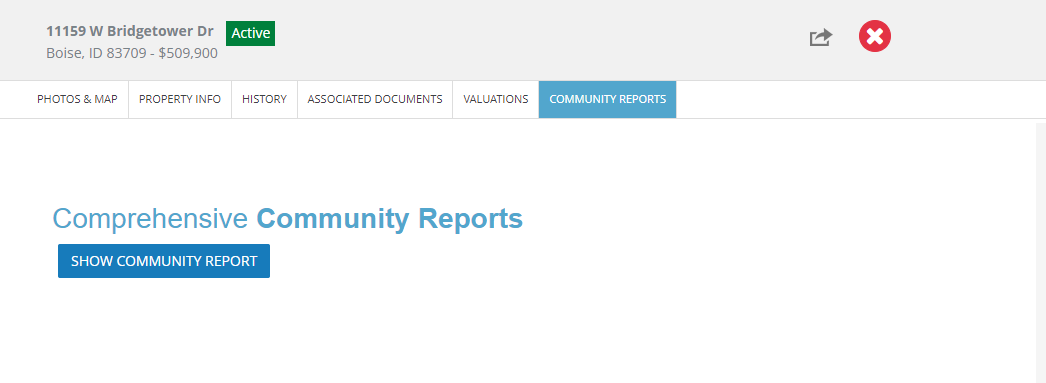 11159 W Bridgetower Dr Active
Boise, ID 83709 - $509,900
PHOTOS & MAP PROPERTY INFO HISTORY ASSOCIATED DOCUMENTS VALUATIONS COMMUNITY REPORTS
Comprehensive Community Reports
SHOW COMMUNITY REPORT